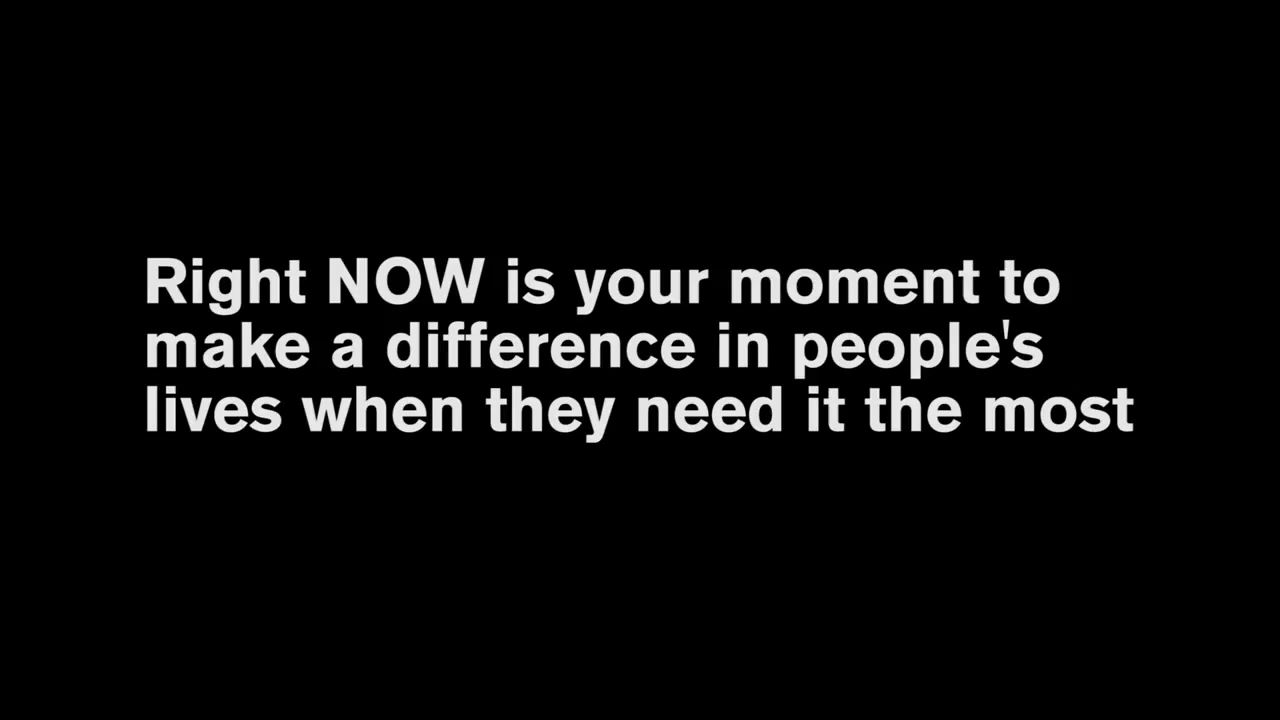 Right NOW is your moment to
make a difference in people's
lives when they need it the most